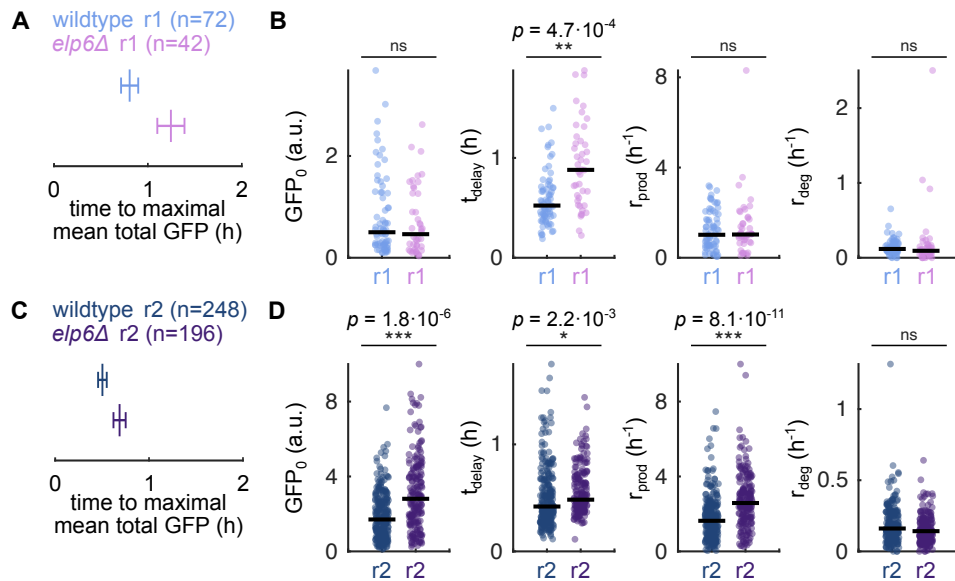 A
wildtype r1 (n=72)
elp6Δ r1 (n=42)
0 1 2
time to maximal
mean total GFP (h)
B
ns
GFP0 (a.u.)
2
0
r1 r1
p = 4.7·10-4
**
tdelay (h)
1
0
r1 r1
ns
rprod (h-1)
8
4
0
r1 r1
ns
rdeg (h-1)
2
1
0
r1 r1
C
wildtype r2 (n=248)
elp6Δ r2 (n=196)
0 1 2
time to maximal
mean total GFP (h)
D
p = 1.8·10-6
***
GFP0 (a.u.)
8
4
0
r2 r2
p = 2.2·10-3
*
tdelay (h)
1
0
r2 r2
p = 8.1·10-11
***
rprod (h-1)
8
4
0
r2 r2
ns
rdeg (h-1)
1
0.5
0
r2 r2